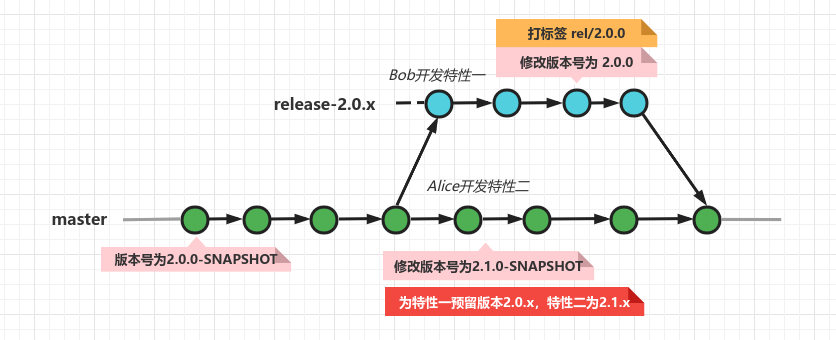 打标签 rel/2.0.0
修改版本号为 2.0.0
Bob开发特性一
release-2.0.x
Alice开发特性二
master
版本号为2.0.0-SNAPSHOT
修改版本号为2.1.0-SNAPSHOT
为特性一预留版本2.0.x，特性二为2.1.x